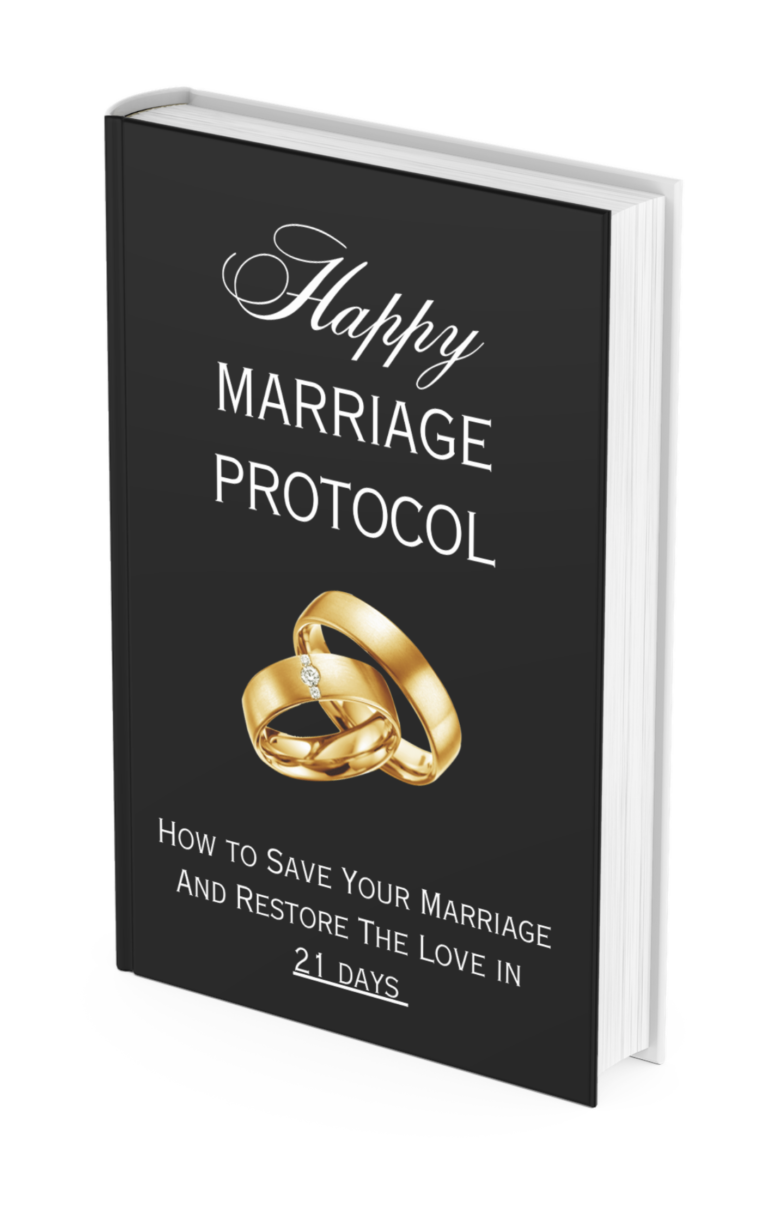 Happy
MARRIAGE
PROTOCOL
HOW TO SAVE YOUR MARRIAGE
AND RESTORE THE LOVE IN
21 DAYS